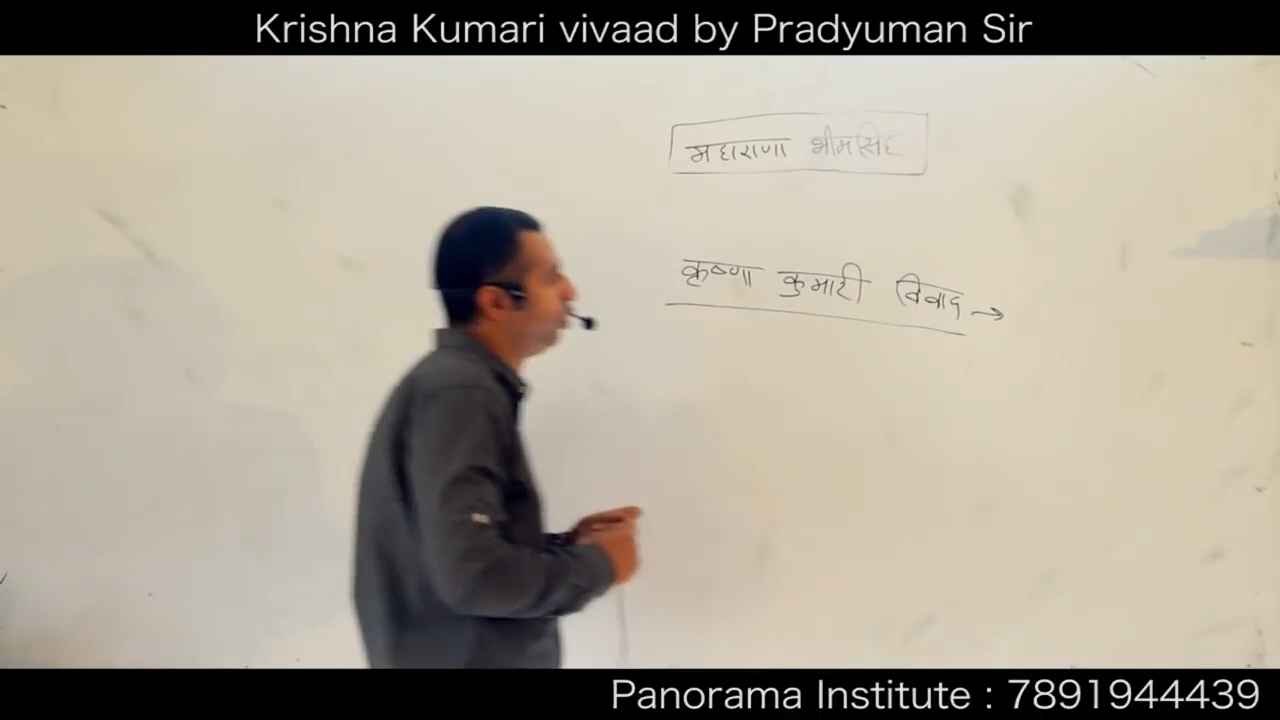 Krishna Kumari vivaad by Pradyuman Sir
महाराणा भीमसिंह
कृष्णा कुमारी विवाद →
Panorama Institute : 7891944439